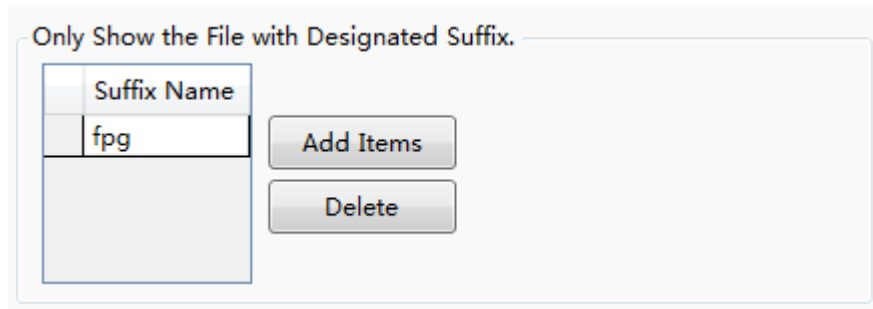 Only Show the File with Designated Suffix.
Suffix Name
fpg
Add Items
Delete